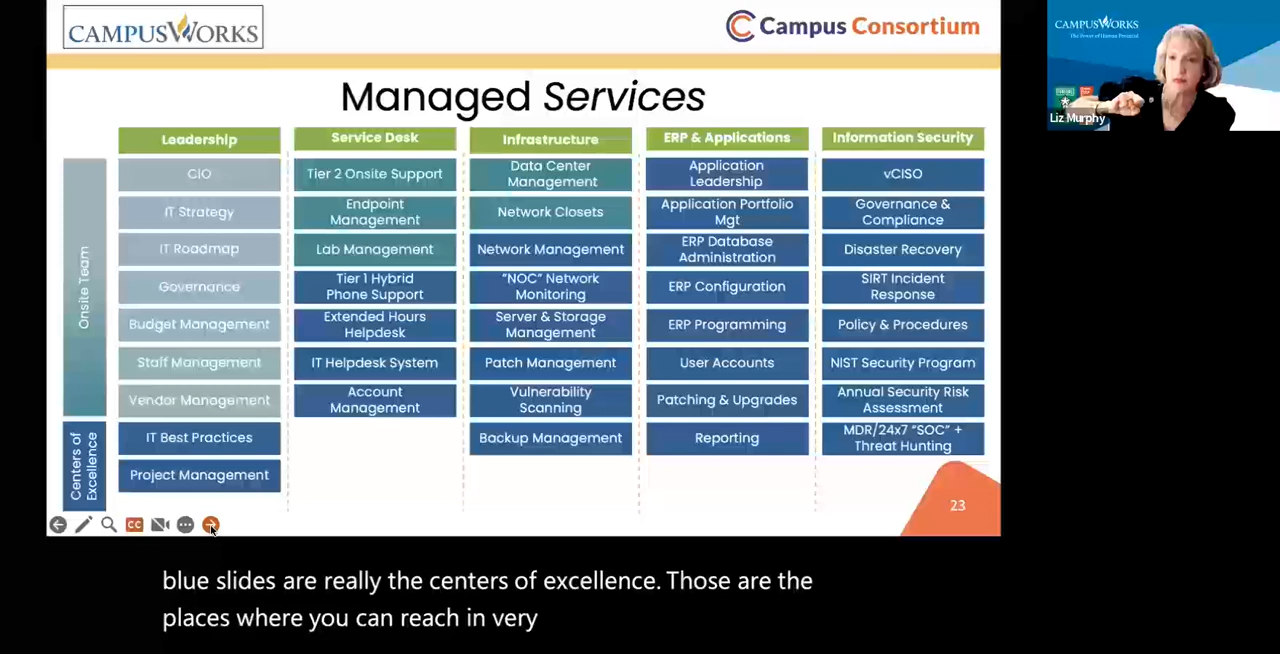 CAMPUSWORKS
Campus Consortium
CAMPUSWORKS
The Power of Human Potential
Liz Murphy
Managed Services
Leadership
Service Desk
Infrastructure
ERP & Applications
Information Security
Onsite Team
Centers of
Excellence
CIO
IT Strategy
IT Roadmap
Governance
Budget Management
Staff Management
Vendor Management
IT Best Practices
Project Management
Tier 2 Onsite Support
Endpoint
Management
Lab Management
Tier 1 Hybrid
Phone Support
Extended Hours
Helpdesk
IT Helpdesk System
Account
Management
Data Center
Management
Network Closets
Network Management
“NOC” Network
Monitoring
Server & Storage
Management
Patch Management
Vulnerability
Scanning
Backup Management
Application
Leadership
Application Portfolio
Mgt
ERP Database
Administration
ERP Configuration
ERP Programming
User Accounts
Patching & Upgrades
Reporting
vCISO
Governance &
Compliance
Disaster Recovery
SIRT Incident
Response
Policy & Procedures
NIST Security Program
Annual Security Risk
Assessment
MDR/24x7 “SOC” +
Threat Hunting
23
CC
blue slides are really the centers of excellence. Those are the
places where you can reach in very